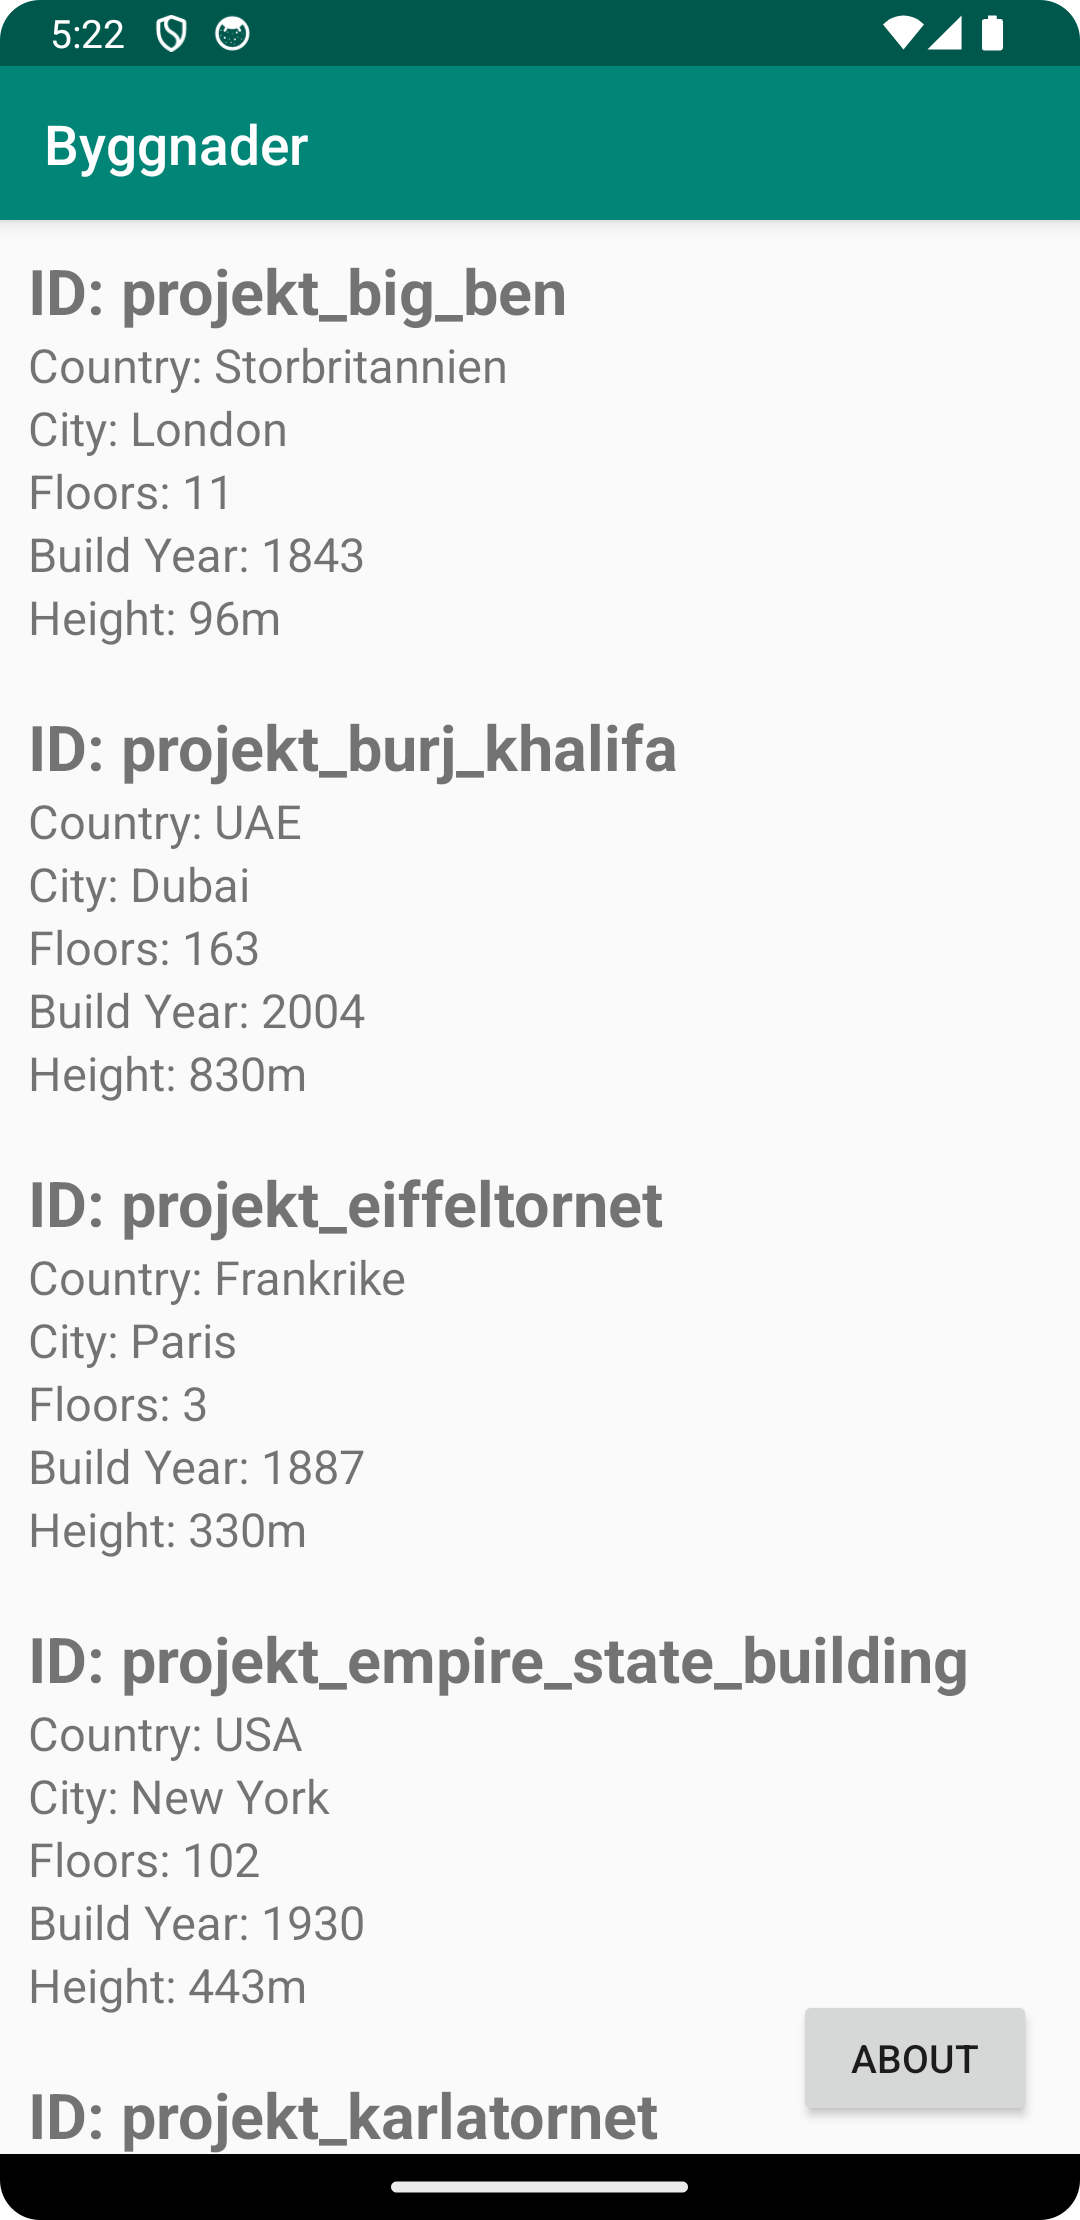 5:22
Byggnader
ID: projekt_big_ben
Country: Storbritannien
City: London
Floors: 11
Build Year: 1843
Height: 96m
ID: projekt_burj_khalifa
Country: UAE
City: Dubai
Floors: 163
Build Year: 2004
Height: 830m
ID: projekt_eiffeltornet
Country: Frankrike
City: Paris
Floors: 3
Build Year: 1887
Height: 330m
ID: projekt_empire_state_building
Country: USA
City: New York
Floors: 102
Build Year: 1930
Height: 443m
ABOUT
ID: projekt_karlatornet